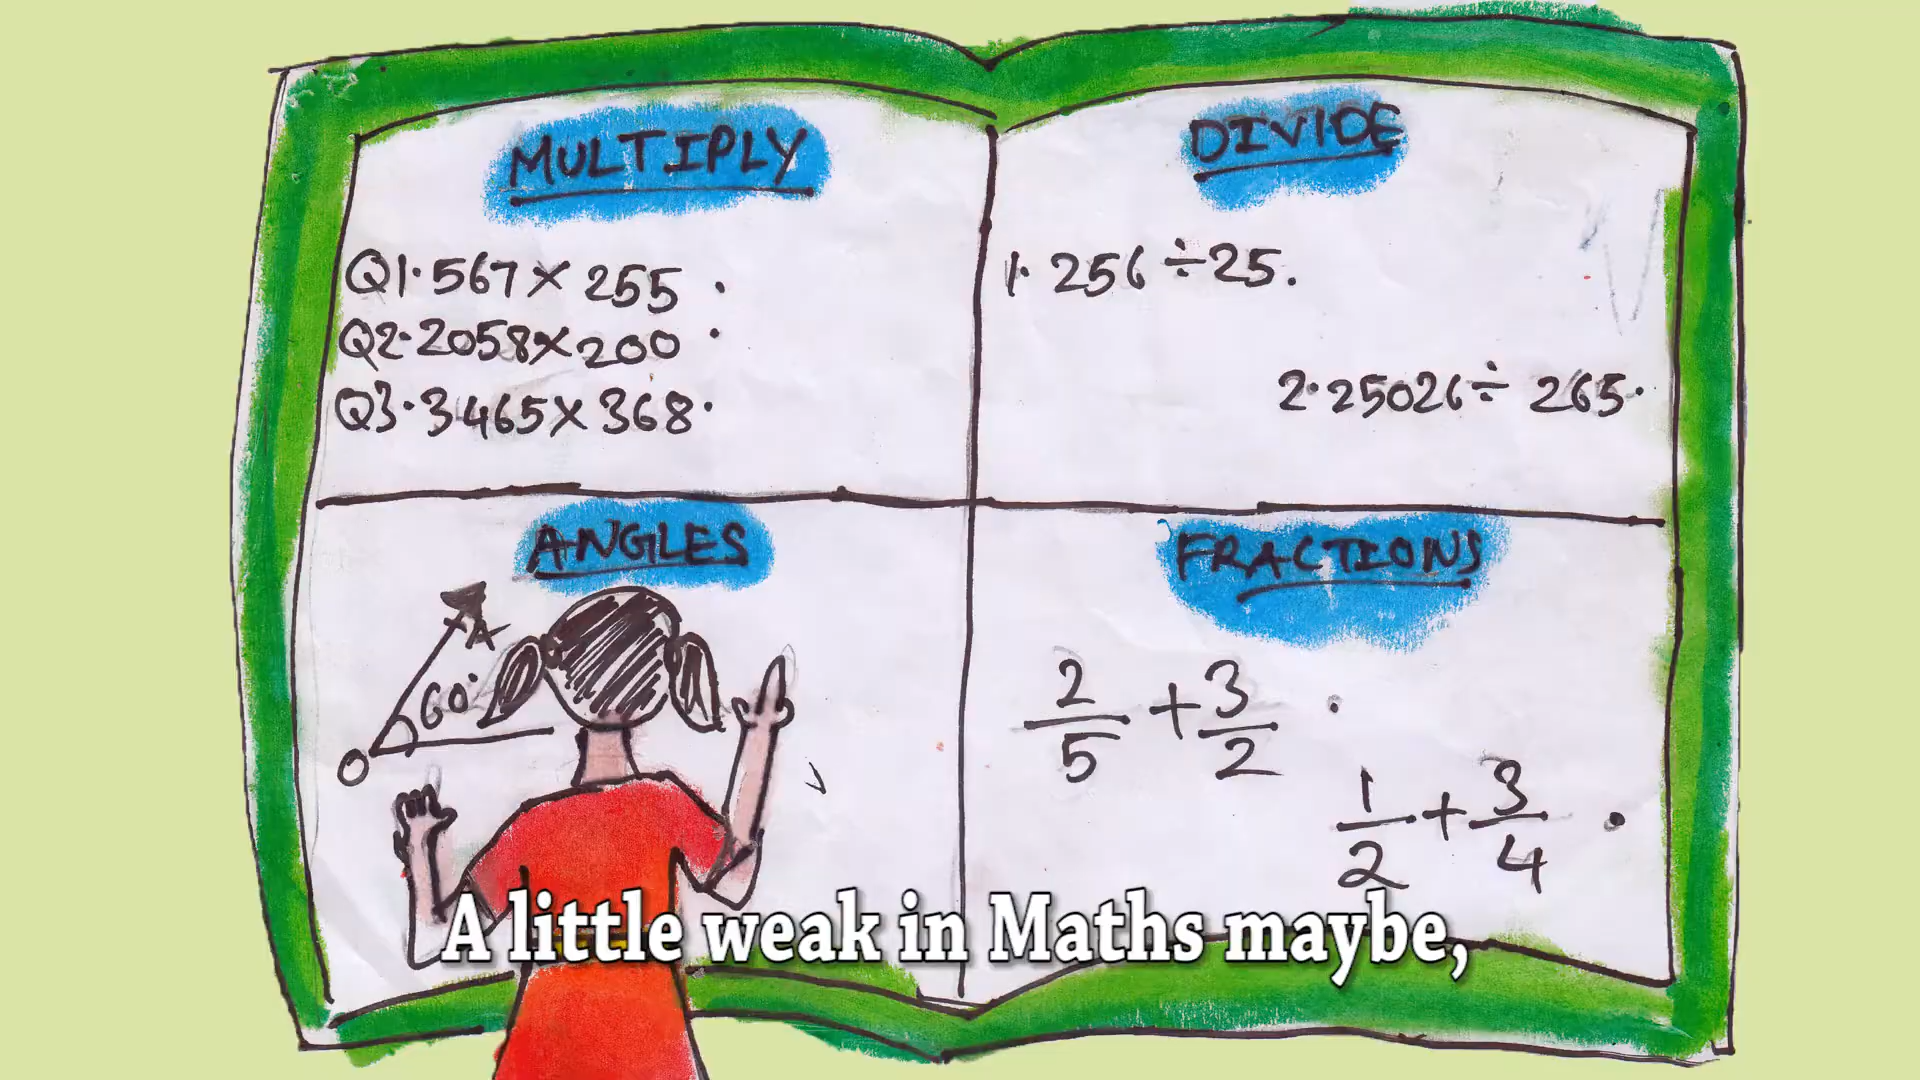 MULTIPLY
Q1. 567 × 255 .
Q2. 2058 × 200 .
Q3. 3465 × 368 .
DIVIDE
1. 256 ÷ 25.
2. 25026 ÷ 265.
ANGLES
A
60°
O
FRACTIONS
2/5 + 3/2 .
1/2 + 3/4 .
A little weak in Maths maybe,